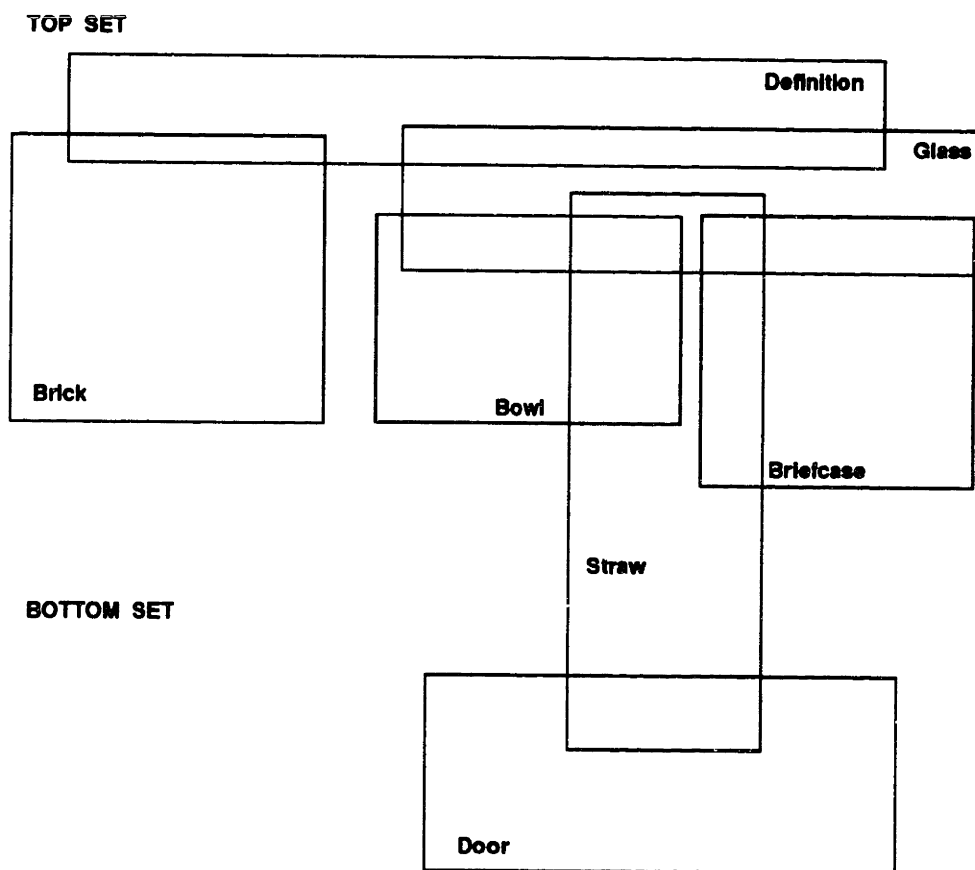 TOP SET
Definition
Glass
Brick
Bowl
Briefcase
Straw
BOTTOM SET
Door